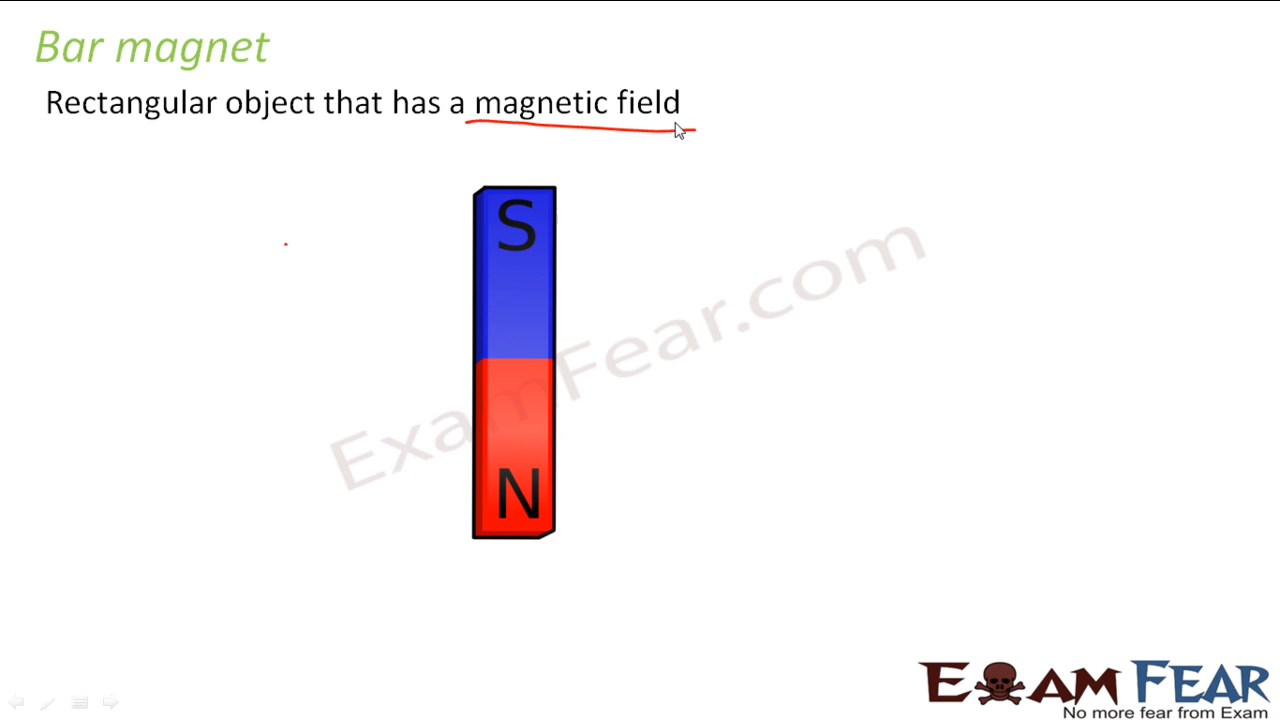 Bar magnet
Rectangular object that has a magnetic field
S
ExamFear.com
N
EXAM FEAR
No more fear from Exam